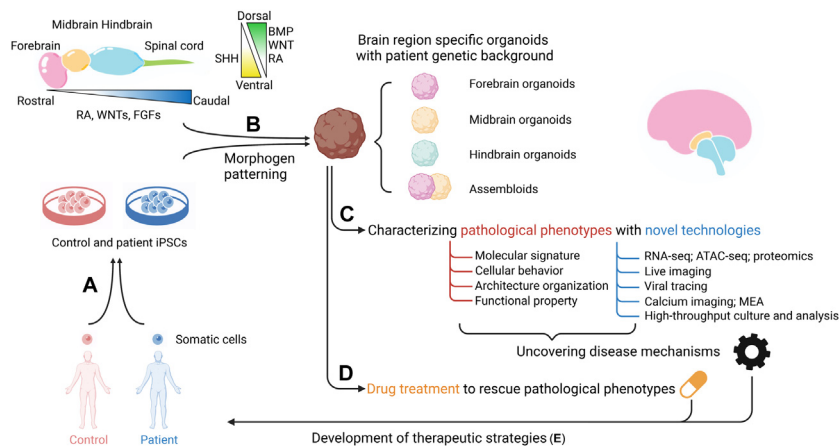 Midbrain Hindbrain
Forebrain
Spinal cord
Rostral
Caudal
RA, WNTs, FGFs
Dorsal
SHH
BMP
WNT
RA
Ventral
B
Morphogen
patterning
Brain region specific organoids
with patient genetic background
Forebrain organoids
Midbrain organoids
Hindbrain organoids
Assembloids
Control and patient iPSCs
A
Somatic cells
Control
Patient
C
Characterizing pathological phenotypes with novel technologies
Molecular signature
Cellular behavior
Architecture organization
Functional property
RNA-seq; ATAC-seq; proteomics
Live imaging
Viral tracing
Calcium imaging; MEA
High-throughput culture and analysis
Uncovering disease mechanisms
D
Drug treatment to rescue pathological phenotypes
Development of therapeutic strategies (E)